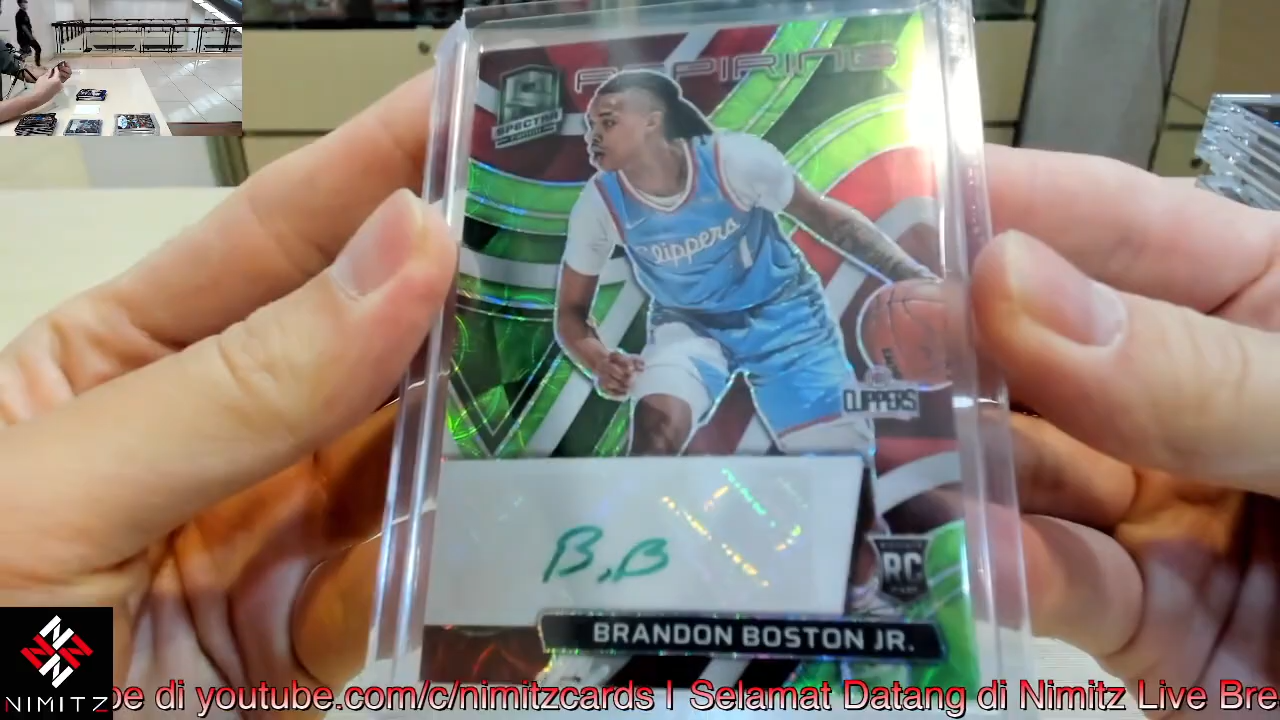 ASPIRING
SPECTRA
Clippers
1
CLIPPERS
B.B
RC
BRANDON BOSTON JR.
NIMITZ
be di youtube.com/c/nimitzcards I Selamat Datang di Nimitz Live Bre